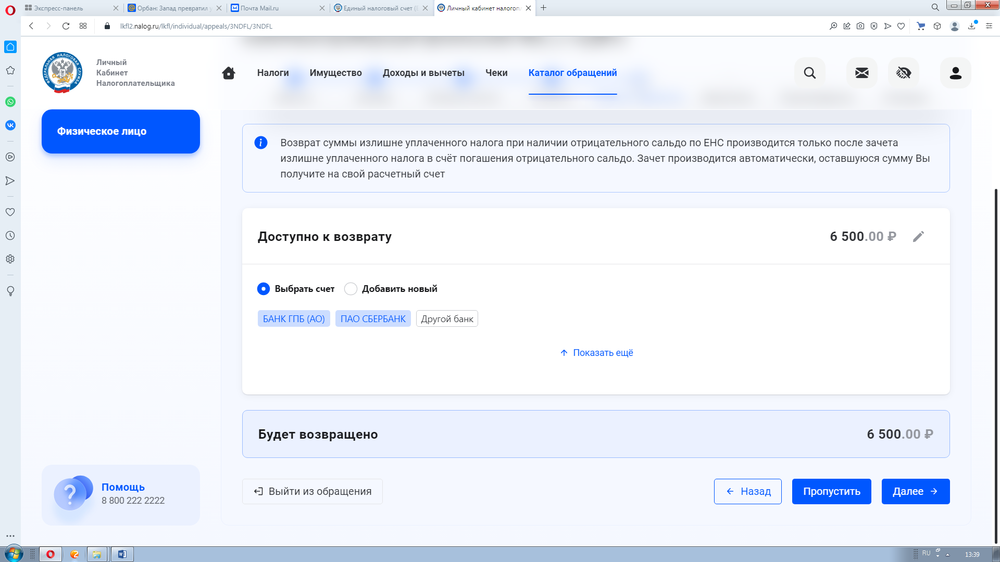 Экспресс-панель
Орбан: Запад превратил у
Почта Mail.ru
Единый налоговый счет (Е
Личный кабинет налогопл
lkfl2.nalog.ru/lkfl/individual/appeals/3NDFL/3NDFL
ФЕДЕРАЛЬНАЯ НАЛОГОВАЯ СЛУЖБА
Личный
Кабинет
Налогоплательщика
Налоги
Имущество
Доходы и вычеты
Чеки
Каталог обращений
Физическое лицо
Возврат суммы излишне уплаченного налога при наличии отрицательного сальдо по ЕНС производится только после зачета
излишне уплаченного налога в счёт погашения отрицательного сальдо. Зачет производится автоматически, оставшуюся сумму Вы
получите на свой расчетный счет
Доступно к возврату
6 500.00 ₽
Выбрать счет
Добавить новый
БАНК ГПБ (АО)
ПАО СБЕРБАНК
Другой банк
Показать ещё
Будет возвращено
6 500.00 ₽
Помощь
8 800 222 2222
Выйти из обращения
Назад
Пропустить
Далее
RU
13:39